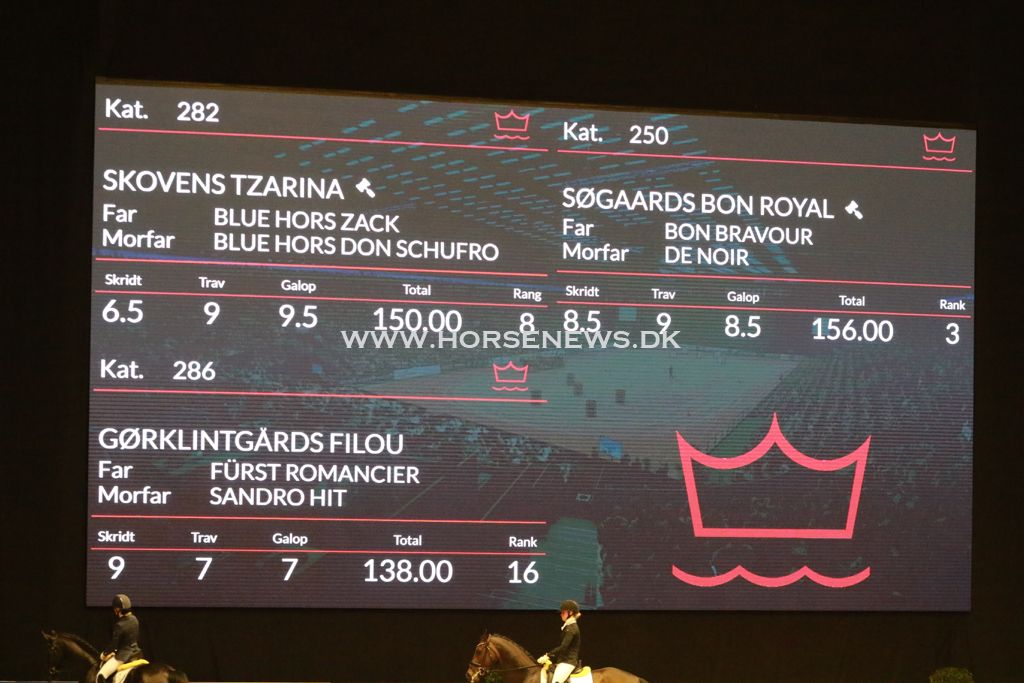 Kat. 282
SKOVENS TZARINA
Far BLUE HORS ZACK
Morfar BLUE HORS DON SCHUFRO
Skridt Trav Galop Total Rang
6.5 9 9.5 150.00 8
Kat. 250
SØGAARDS BON ROYAL
Far BON BRAVOUR
Morfar DE NOIR
Skridt Trav Galop Total Rank
8.5 9 8.5 156.00 3
WWW.HORSENEWS.DK
Kat. 286
GØRKLINTGÅRDS FILOU
Far FÜRST ROMANCIER
Morfar SANDRO HIT
Skridt Trav Galop Total Rank
9 7 7 138.00 16